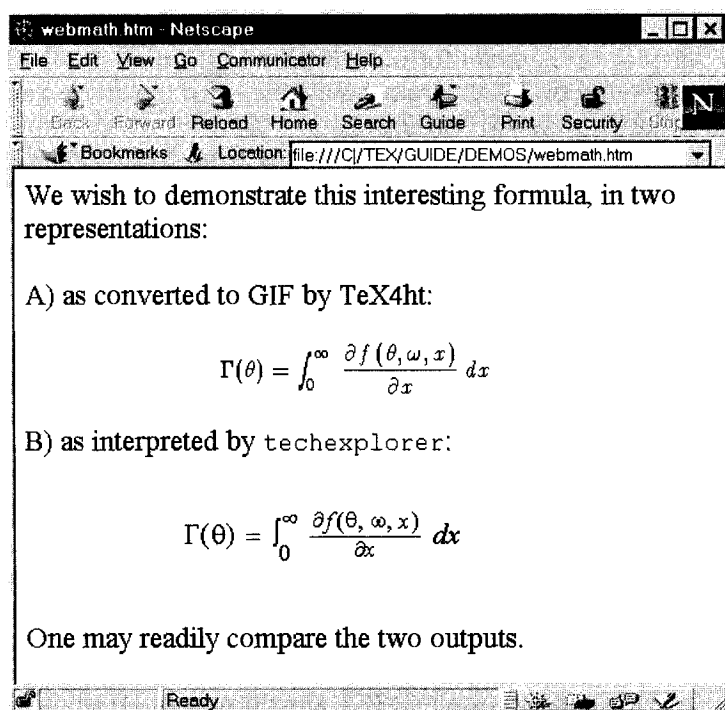 webmath.htm - Netscape
File Edit View Go Communicator Help
Back Forward Reload Home Search Guide Print Security Stop N
Bookmarks Location: file:///C|/TEX/GUIDE/DEMOS/webmath.htm
We wish to demonstrate this interesting formula, in two
representations:
A) as converted to GIF by TeX4ht:
Γ(θ) = ∫₀^∞ ∂f(θ, ω, x)/∂x dx
B) as interpreted by techexplorer:
Γ(θ) = ∫₀^∞ ∂f(θ, ω, x)/∂x dx
One may readily compare the two outputs.
Ready